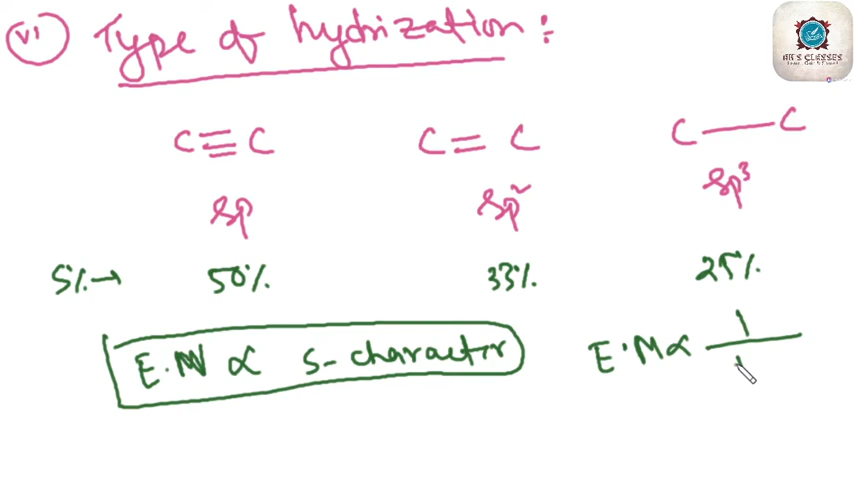 (vi) Type of hydrization :
C≡C C=C C—C
sp sp² sp³
S%→ 50% 33% 25%
E.N ∝ s-character
E.N ∝ 1/